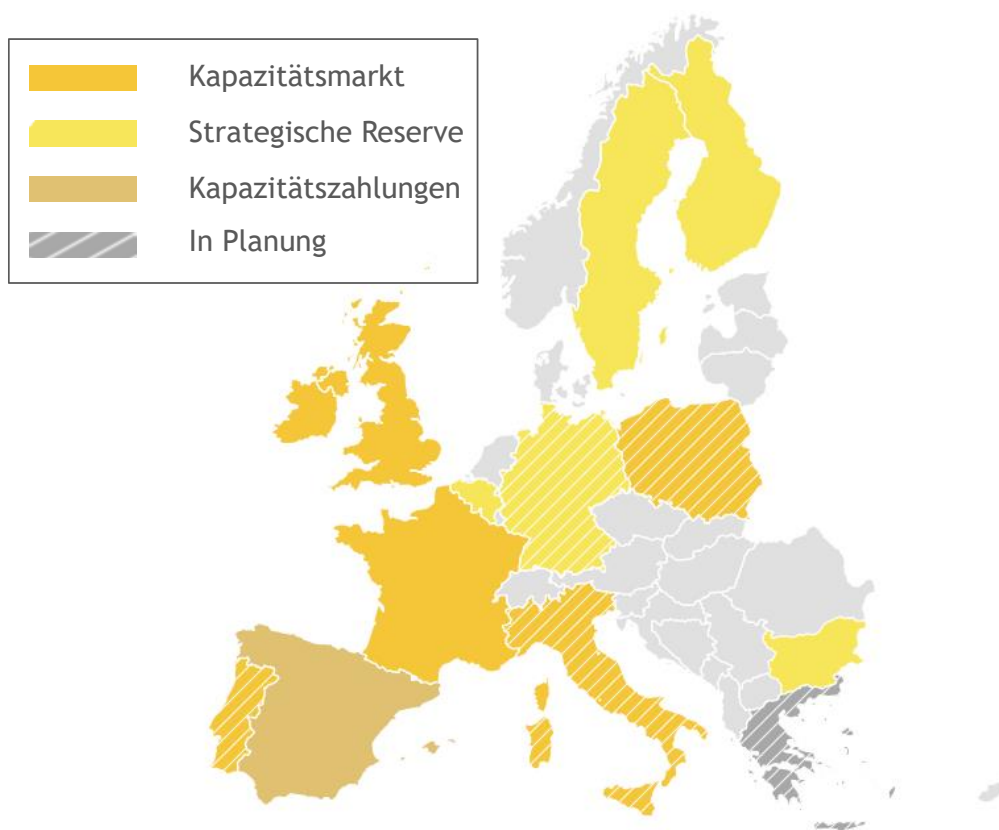 Kapazitätsmarkt
Strategische Reserve
Kapazitätszahlungen
In Planung